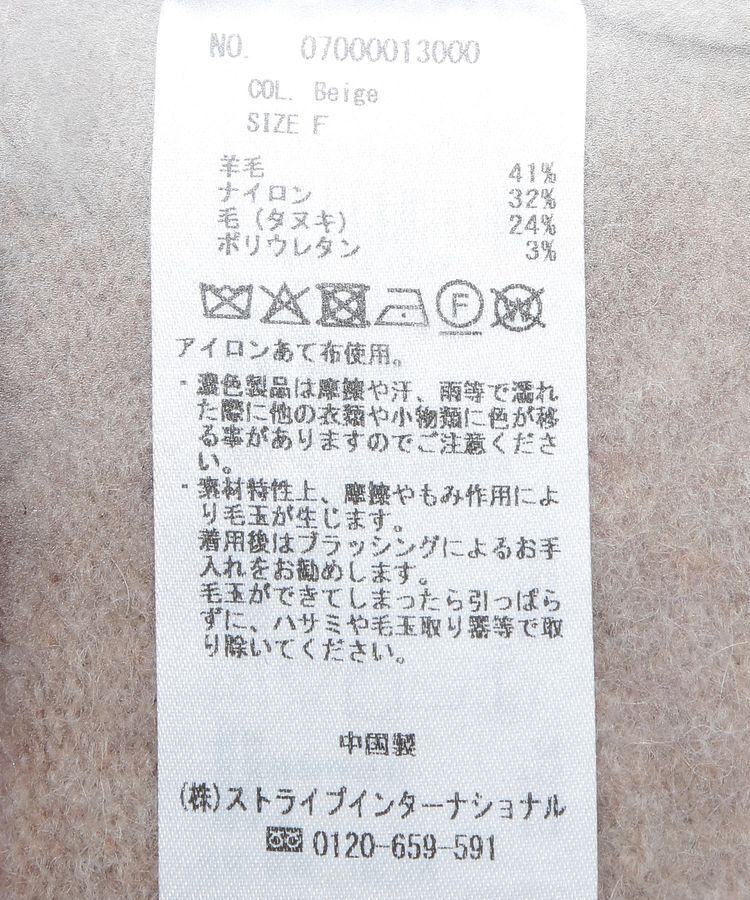 NO. 07000013000
COL. Beige
SIZE F
羊毛 41%
ナイロン 32%
毛(タヌキ) 24%
ポリウレタン 3%
F W
アイロンあて布使用。
・濃色製品は摩擦や汗、雨等で濡れ
た際に他の衣類や小物類に色が移
る事がありますのでご注意くださ
い。
・素材特性上、摩擦やもみ作用によ
り毛玉が生じます。
着用後はブラッシングによるお手
入れをお勧めします。
毛玉ができてしまったら引っぱら
ずに、ハサミや毛玉取り器等で取
り除いてください。
中国製
(株)ストライプインターナショナル
0120-659-591